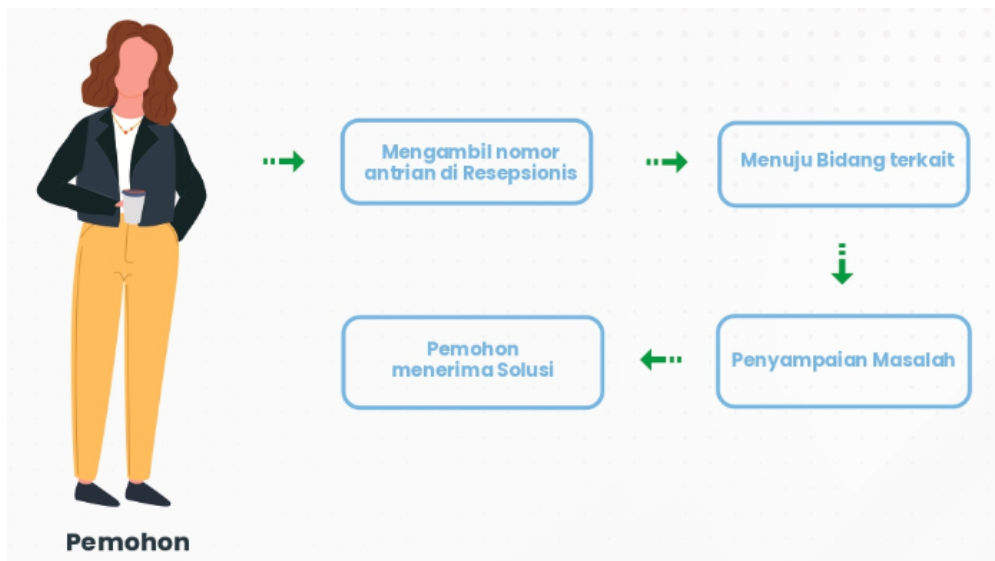 Mengambil nomor
antrian di Resepsionis
Menuju Bidang terkait
Penyampaian Masalah
Pemohon
menerima Solusi
Pemohon